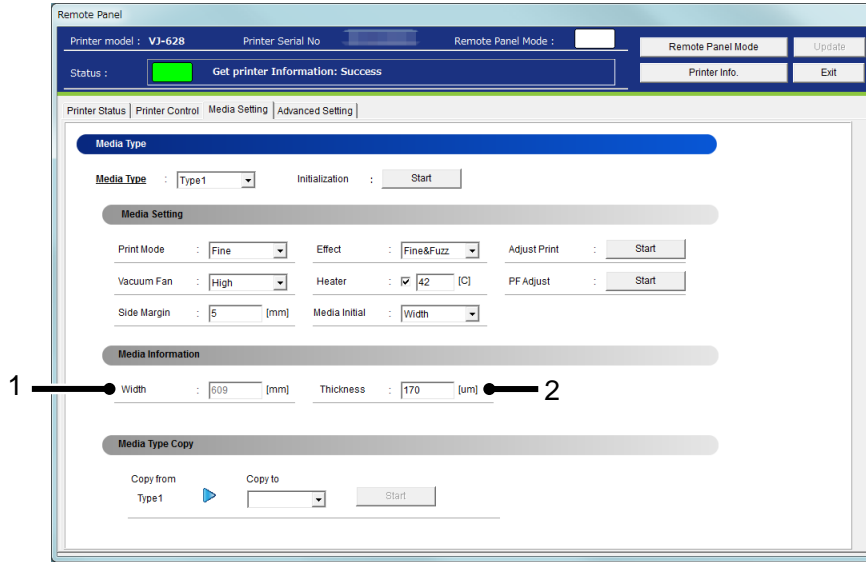 Remote Panel
Printer model : VJ-628 Printer Serial No Remote Panel Mode : Remote Panel Mode Update
Status : Get printer Information: Success Printer Info. Exit
Printer Status Printer Control Media Setting Advanced Setting
Media Type
Media Type : Type1 Initialization : Start
Media Setting
Print Mode : Fine Effect : Fine&Fuzz Adjust Print : Start
Vacuum Fan : High Heater : 42 [C] PF Adjust : Start
Side Margin : 5 [mm] Media Initial : Width
Media Information
1 Width : 609 [mm] Thickness : 170 [um] 2
Media Type Copy
Copy from Copy to
Type1 Start